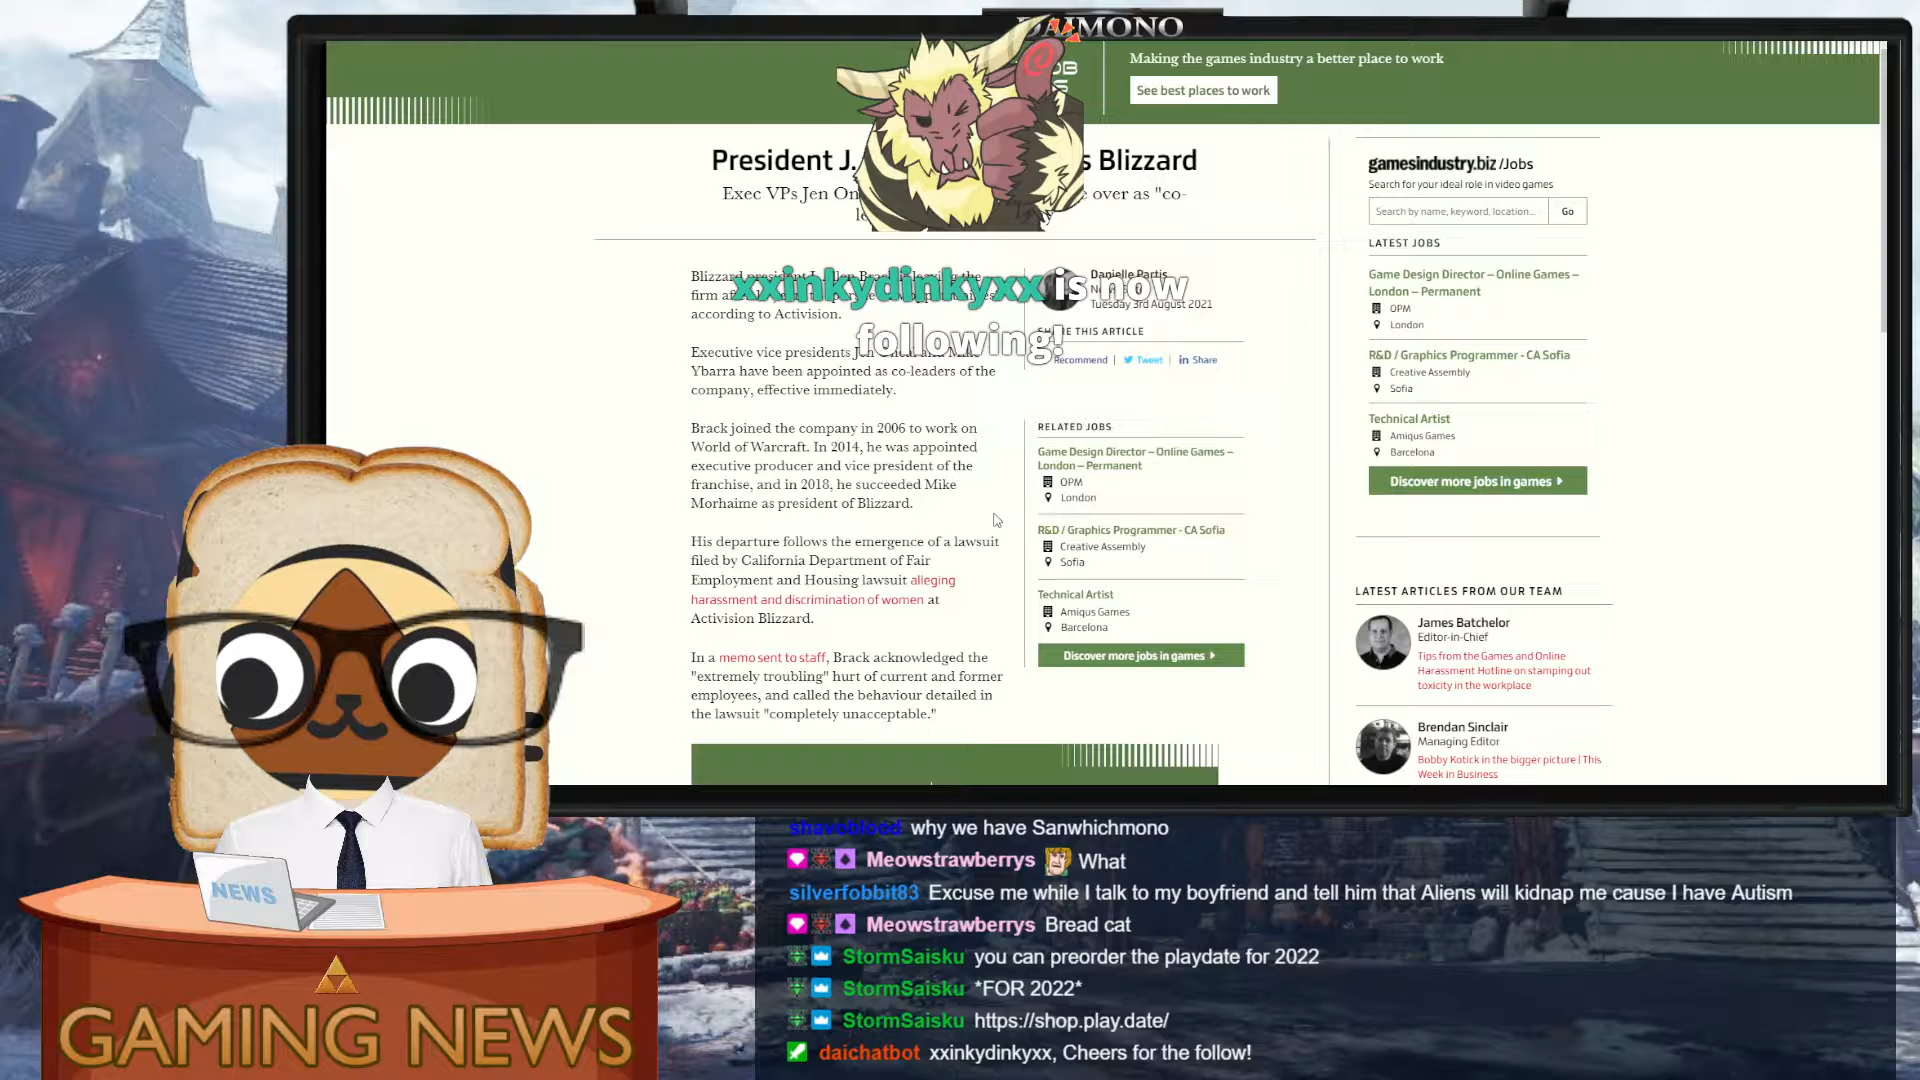 DAIMONO
Making the games industry a better place to work
See best places to work
President J. s Blizzard
Exec VPs Jen On over as "co-
xxinkydinkyxx is now
following!
Blizzard president
according to Activision.
Executive vice presidents Jen Oneal and Mike
Ybarra have been appointed as co-leaders of the
company, effective immediately.
Brack joined the company in 2006 to work on
World of Warcraft. In 2014, he was appointed
executive producer and vice president of the
franchise, and in 2018, he succeeded Mike
Morhaime as president of Blizzard.
His departure follows the emergence of a lawsuit
filed by California Department of Fair
Employment and Housing lawsuit alleging
harassment and discrimination of women at
Activision Blizzard.
In a memo sent to staff, Brack acknowledged the
"extremely troubling" hurt of current and former
employees, and called the behaviour detailed in
the lawsuit "completely unacceptable."
Danielle Partis
Tuesday 3rd August 2021
SHARE THIS ARTICLE
Recommend | Tweet | in Share
RELATED JOBS
Game Design Director – Online Games –
London – Permanent
OPM
London
R&D / Graphics Programmer - CA Sofia
Creative Assembly
Sofia
Technical Artist
Amiqus Games
Barcelona
Discover more jobs in games
gamesindustry.biz /Jobs
Search for your ideal role in video games
Search by name, keyword, location... Go
LATEST JOBS
Game Design Director – Online Games –
London – Permanent
OPM
London
R&D / Graphics Programmer - CA Sofia
Creative Assembly
Sofia
Technical Artist
Amiqus Games
Barcelona
Discover more jobs in games
LATEST ARTICLES FROM OUR TEAM
James Batchelor
Editor-in-Chief
Tips from the Games and Online
Harassment Hotline on stamping out
toxicity in the workplace
Brendan Sinclair
Managing Editor
Bobby Kotick in the bigger picture | This
Week in Business
NEWS
GAMING NEWS
shavoblood why we have Sanwhichmono
Meowstrawberrys What
silverfobbit83 Excuse me while I talk to my boyfriend and tell him that Aliens will kidnap me cause I have Autism
Meowstrawberrys Bread cat
StormSaisku you can preorder the playdate for 2022
StormSaisku *FOR 2022*
StormSaisku https://shop.play.date/
daichatbot xxinkydinkyxx, Cheers for the follow!